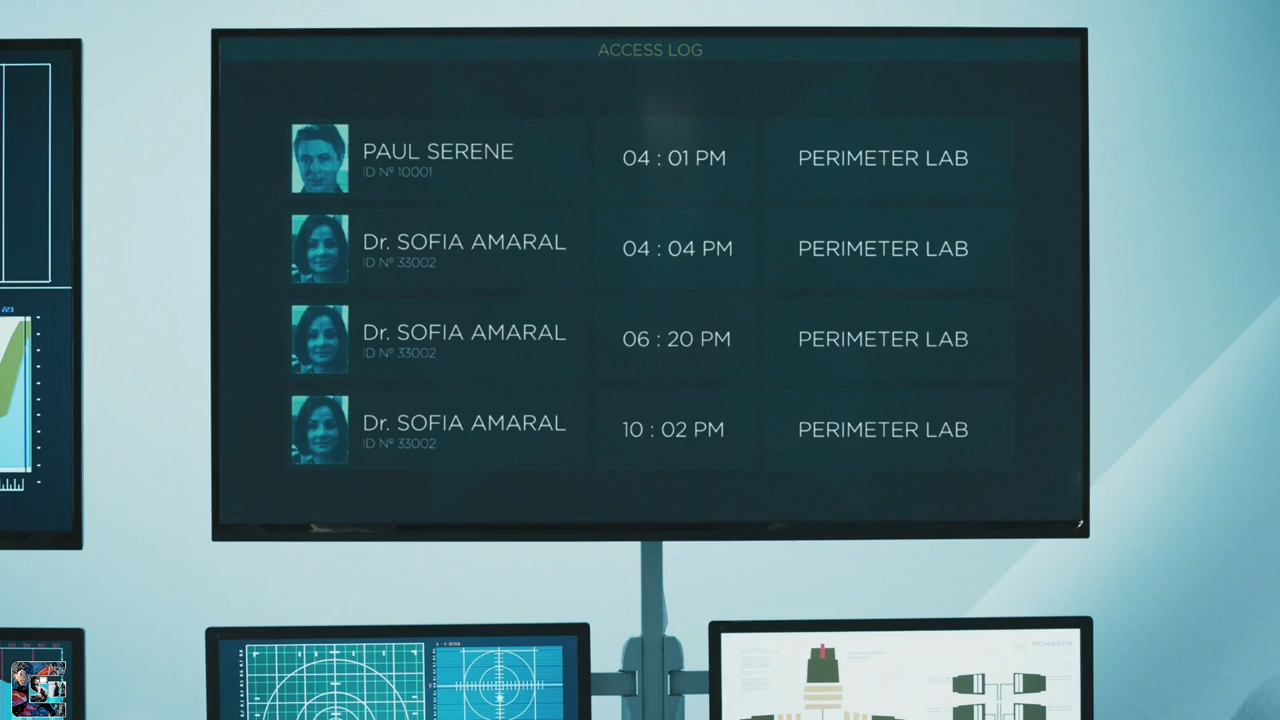 ACCESS LOG
PAUL SERENE
ID Nº 10001
04 : 01 PM
PERIMETER LAB
Dr. SOFIA AMARAL
ID Nº 33002
04 : 04 PM
PERIMETER LAB
Dr. SOFIA AMARAL
ID Nº 33002
06 : 20 PM
PERIMETER LAB
Dr. SOFIA AMARAL
ID Nº 33002
10 : 02 PM
PERIMETER LAB
223
MONARCH